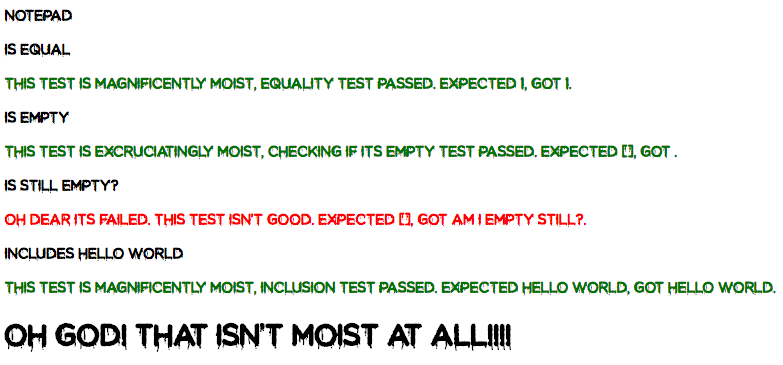 NOTEPAD
IS EQUAL
THIS TEST IS MAGNIFICENTLY MOIST, EQUALITY TEST PASSED. EXPECTED 1, GOT 1.
IS EMPTY
THIS TEST IS EXCRUCIATINGLY MOIST, CHECKING IF ITS EMPTY TEST PASSED. EXPECTED [], GOT .
IS STILL EMPTY?
OH DEAR ITS FAILED. THIS TEST ISN'T GOOD. EXPECTED [], GOT AM I EMPTY STILL?.
INCLUDES HELLO WORLD
THIS TEST IS MAGNIFICENTLY MOIST, INCLUSION TEST PASSED. EXPECTED HELLO WORLD, GOT HELLO WORLD.
OH GOD! THAT ISN'T MOIST AT ALL!!!!